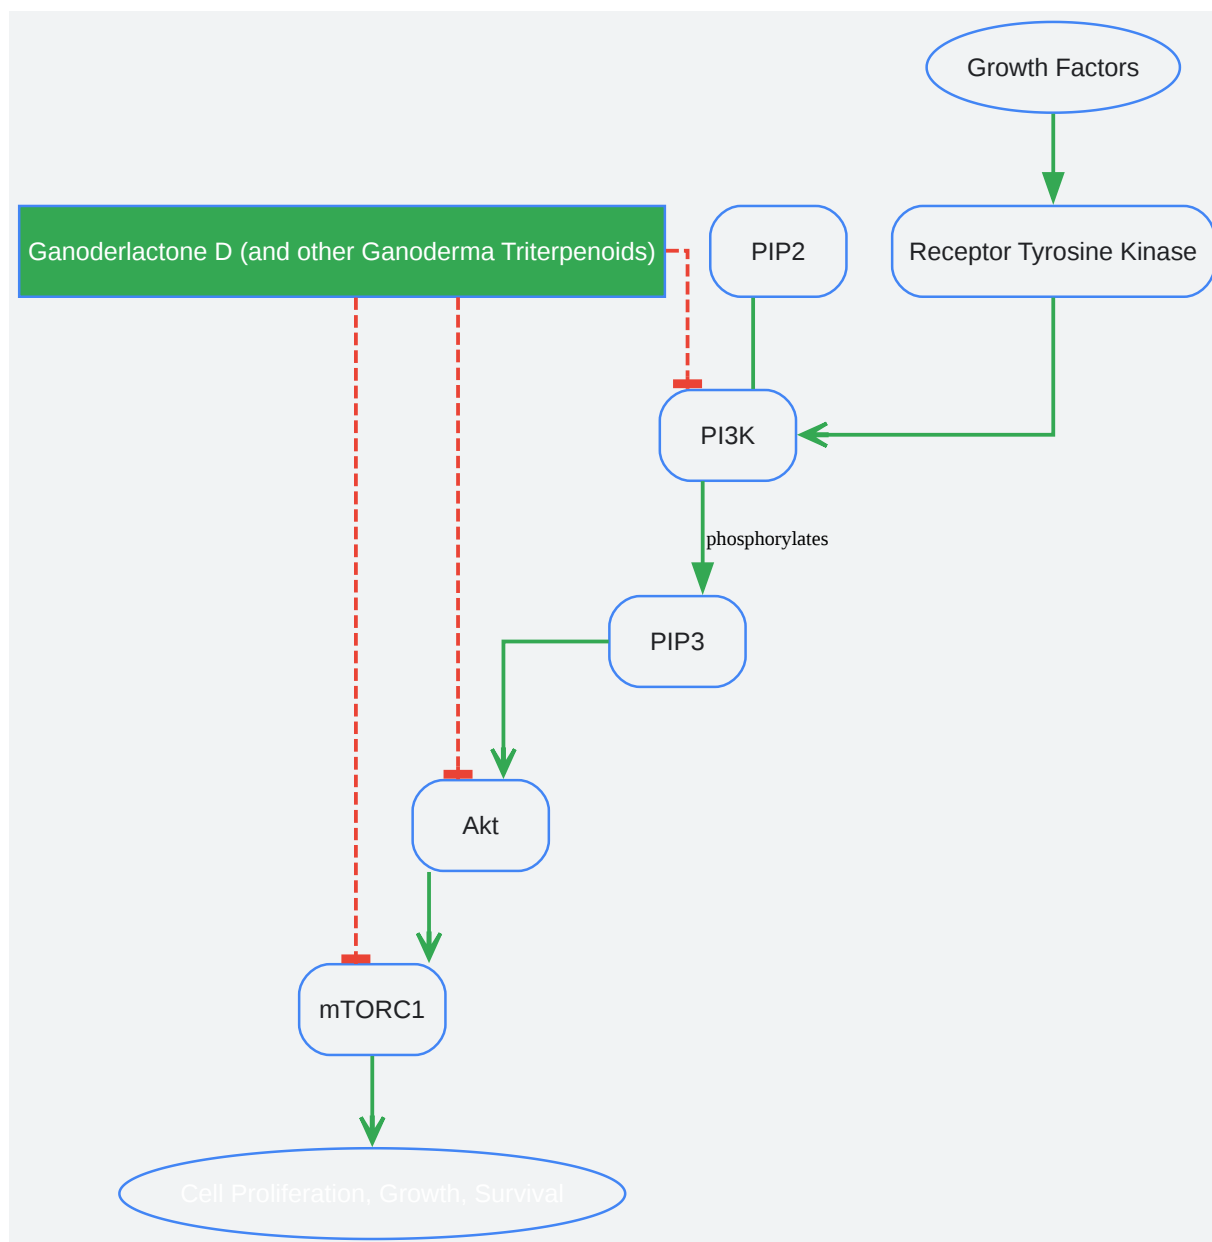 Growth Factors
Ganoderlactone D (and other Ganoderma Triterpenoids)
PIP2
Receptor Tyrosine Kinase
PI3K
phosphorylates
PIP3
Akt
mTORC1
Cell Proliferation, Growth, Survival